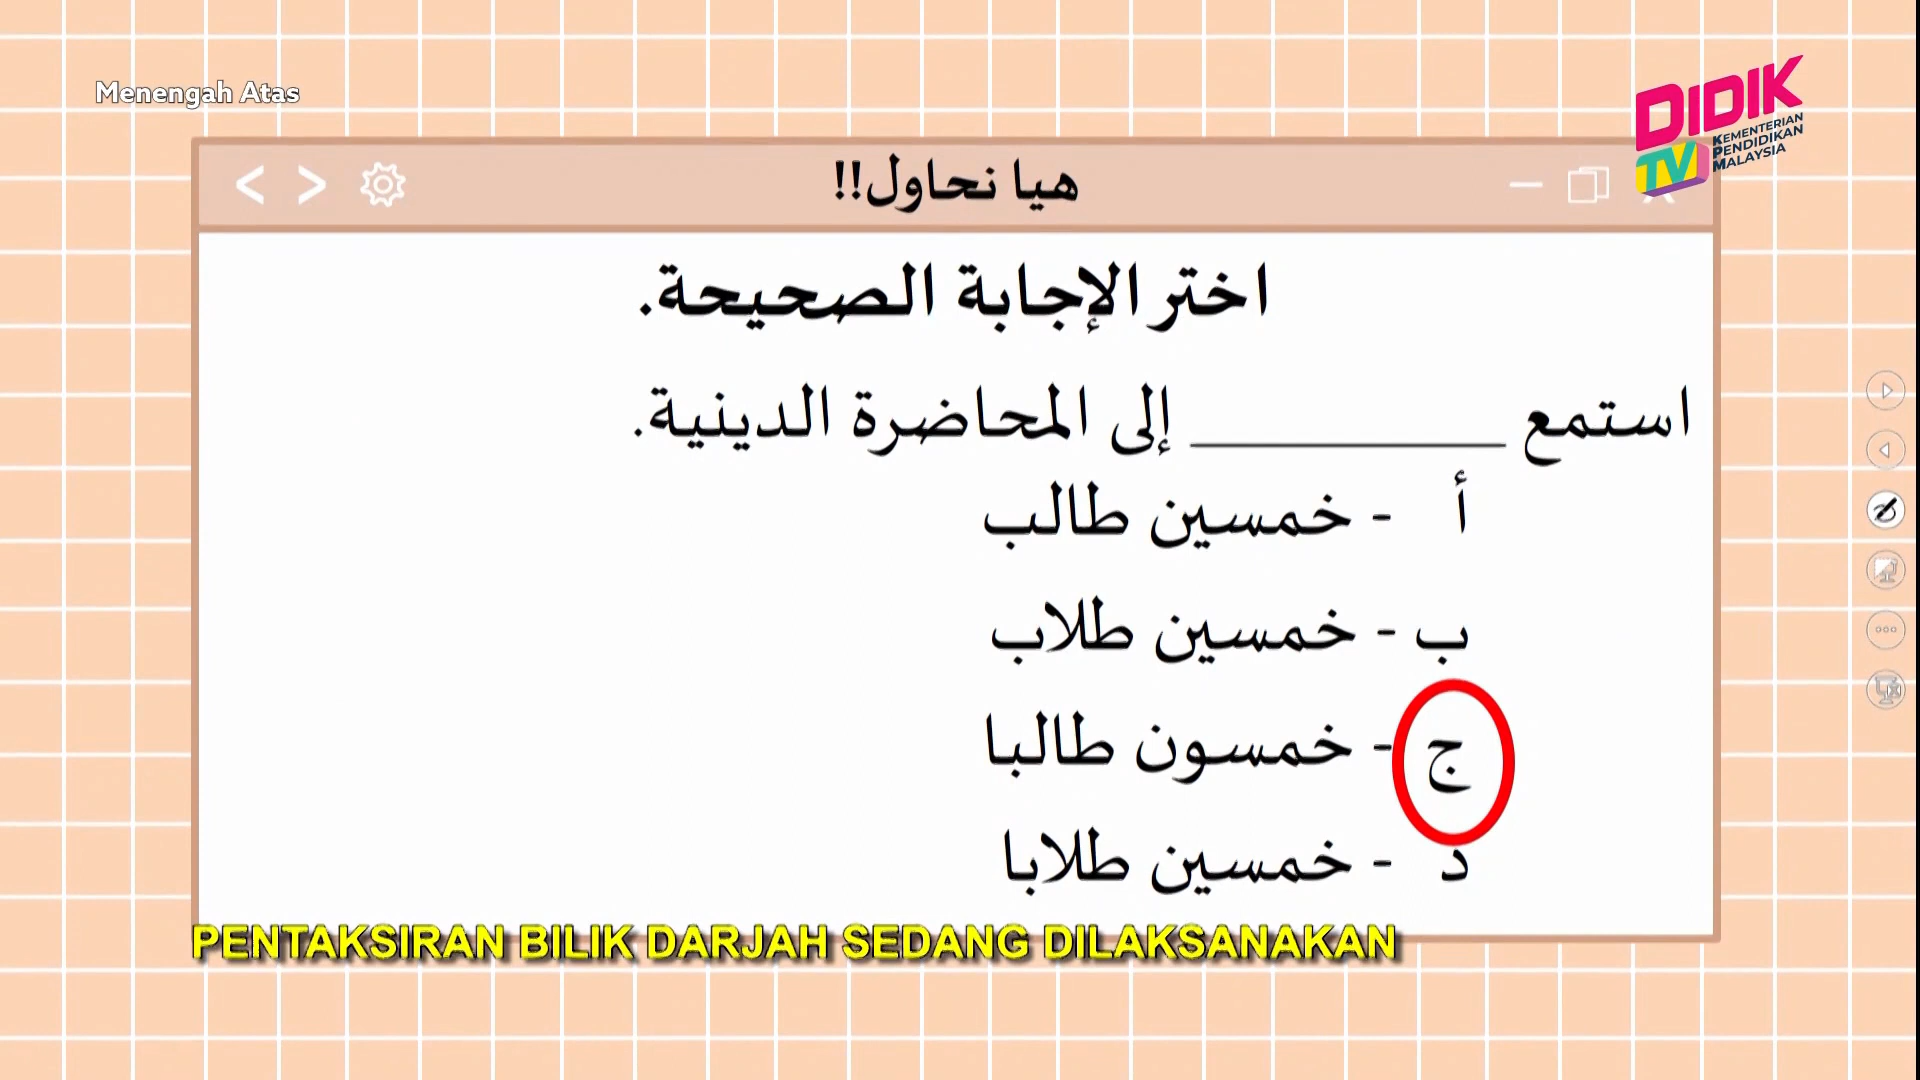 Menengah Atas
DIDIK
TV
KEMENTERIAN
PENDIDIKAN
MALAYSIA
هيا نحاول!!
اختر الإجابة الصحيحة.
استمع ____________ إلى المحاضرة الدينية.
أ - خمسين طالب
ب - خمسين طلاب
ج - خمسون طالبا
د - خمسين طلابا
PENTAKSIRAN BILIK DARJAH SEDANG DILAKSANAKAN